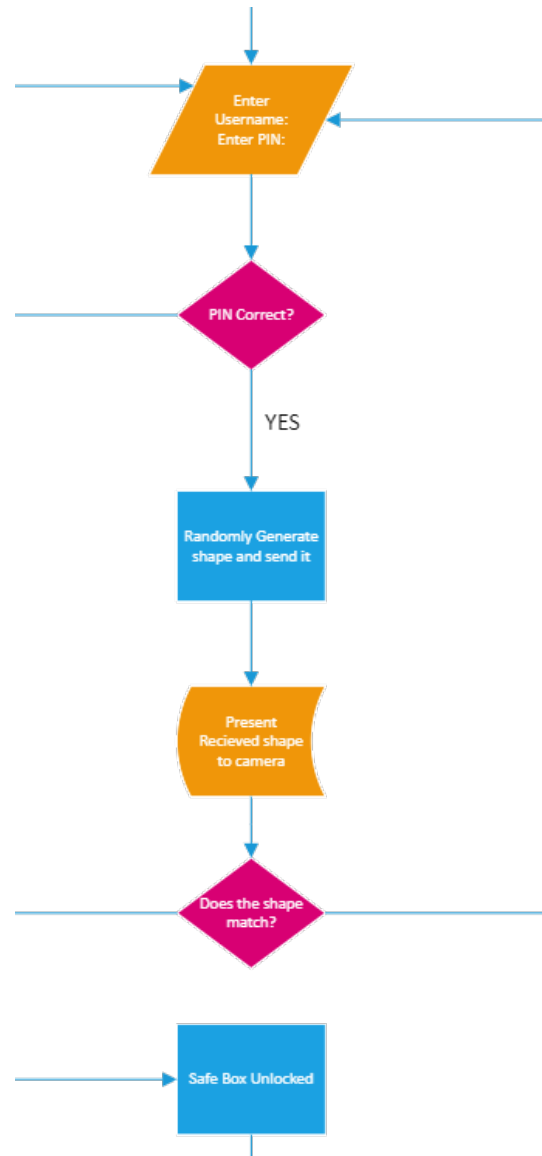 Enter
Username:
Enter PIN:
PIN Correct?
YES
Randomly Generate
shape and send it
Present
Recieved shape
to camera
Does the shape
match?
Safe Box Unlocked